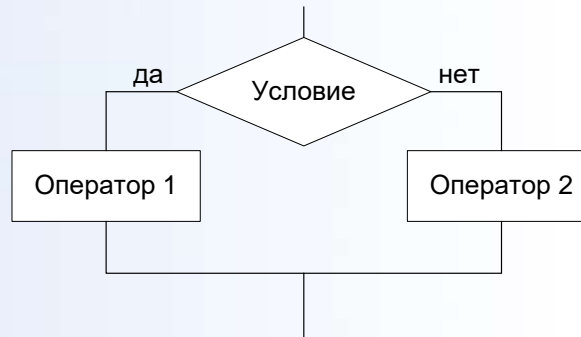 да
нет
Условие
Оператор 1
Оператор 2